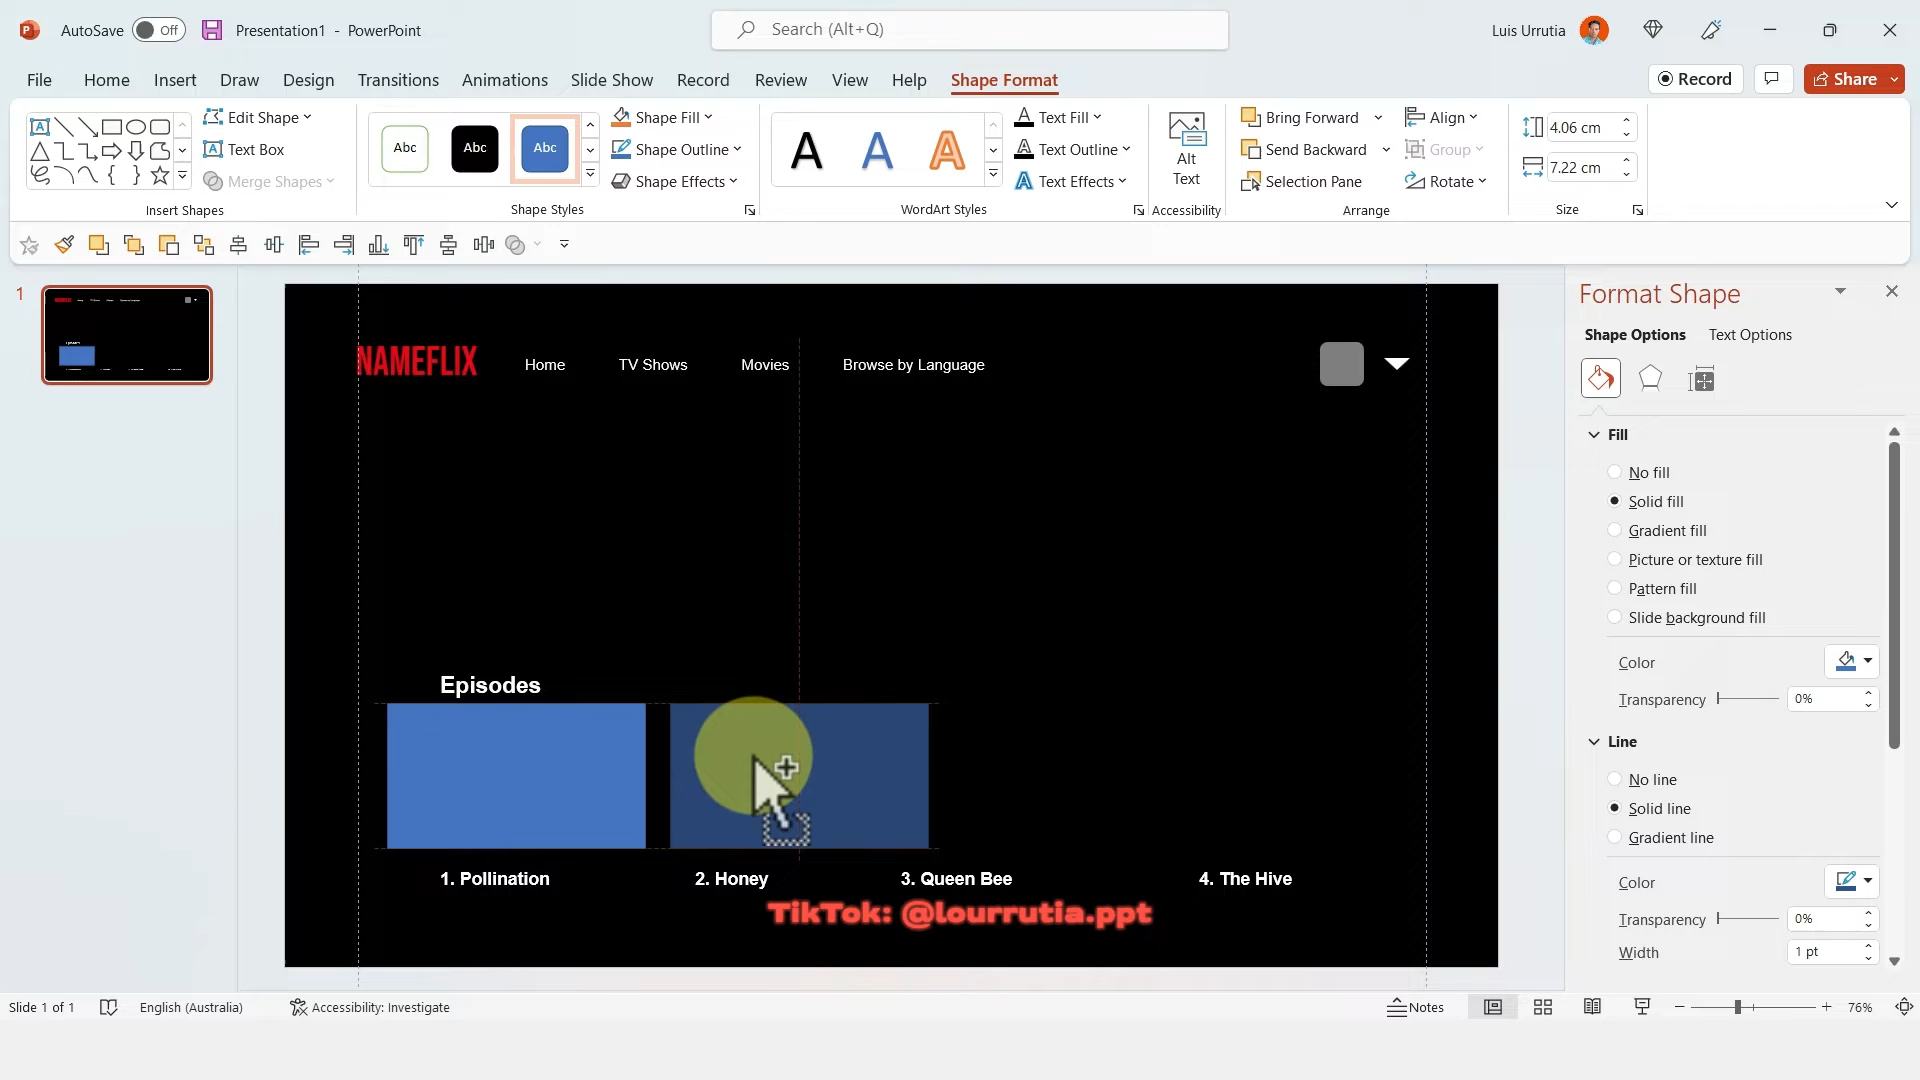 AutoSave Off Presentation1 - PowerPoint Search (Alt+Q) Luis Urrutia
File Home Insert Draw Design Transitions Animations Slide Show Record Review View Help Shape Format Record Share
Edit Shape
Text Box
Merge Shapes
Insert Shapes
Abc Abc Abc
Shape Fill
Shape Outline
Shape Effects
Shape Styles
A A A
Text Fill
Text Outline
Text Effects
WordArt Styles
Alt
Text
Accessibility
Bring Forward
Send Backward
Selection Pane
Align
Group
Rotate
Arrange
4.06 cm
7.22 cm
Size
1
NAMEFLIX Home TV Shows Movies Browse by Language
Episodes
1. Pollination 2. Honey 3. Queen Bee 4. The Hive
TikTok: @lourrutia.ppt
Format Shape
Shape Options Text Options
Fill
No fill
Solid fill
Gradient fill
Picture or texture fill
Pattern fill
Slide background fill
Color
Transparency 0%
Line
No line
Solid line
Gradient line
Color
Transparency 0%
Width 1 pt
Slide 1 of 1 English (Australia) Accessibility: Investigate Notes 76%